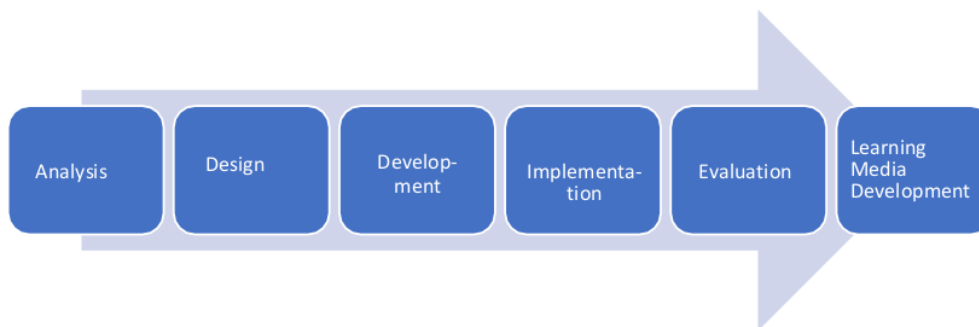 Analysis
Design
Develop-
ment
Implementa-
tion
Evaluation
Learning
Media
Development